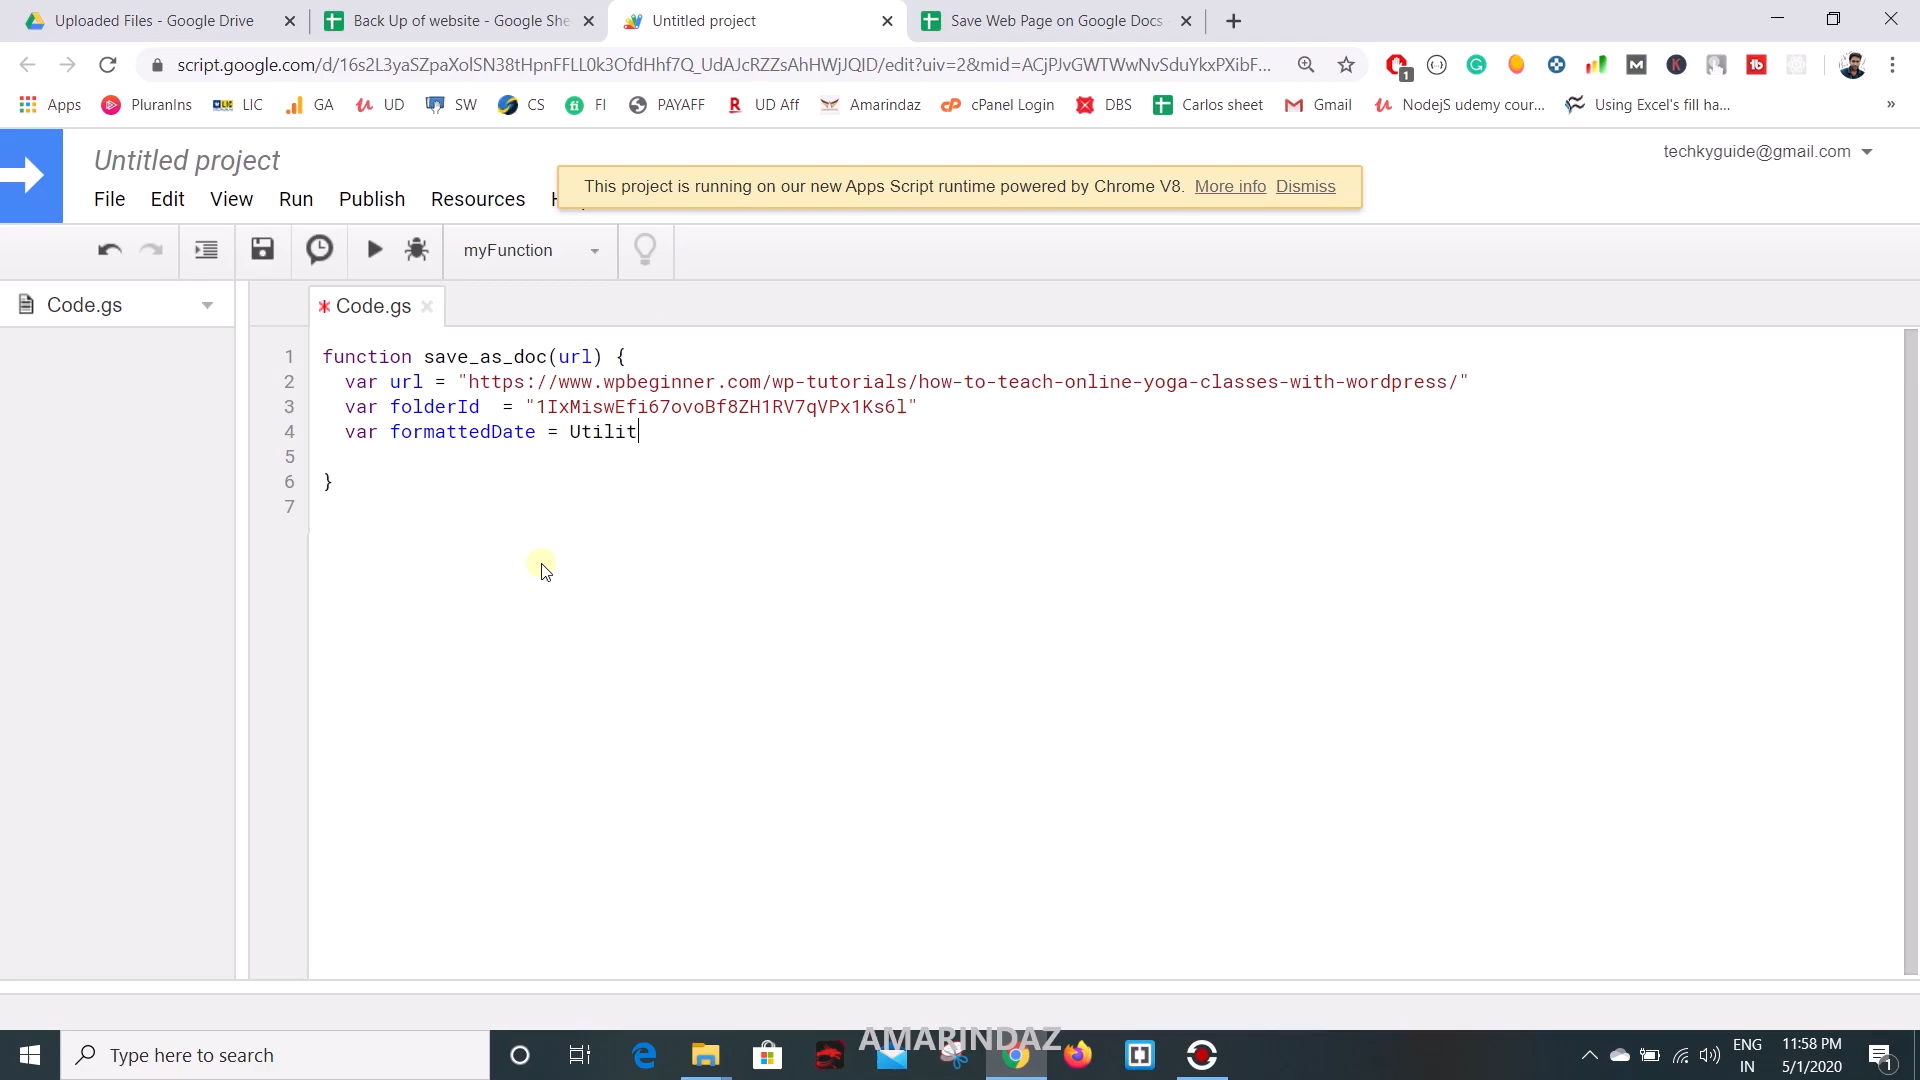 Uploaded Files - Google Drive
Back Up of website - Google She
Untitled project
Save Web Page on Google Docs
script.google.com/d/16s2L3yaSZpaXolSN38tHpnFFLL0k3OfdHhf7Q_UdAJcRZZsAhHWjJQID/edit?uiv=2&mid=ACjPJvGWTWwNvSduYkxPXibF...
1
Apps
PluranIns
LIC
GA
UD
SW
CS
FI
PAYAFF
UD Aff
Amarindaz
cPanel Login
DBS
Carlos sheet
Gmail
NodejS udemy cour...
Using Excel's fill ha...
»
Untitled project
techkyguide@gmail.com
This project is running on our new Apps Script runtime powered by Chrome V8. More info Dismiss
File Edit View Run Publish Resources
myFunction
Code.gs
* Code.gs
1 function save_as_doc(url) {
2 var url = "https://www.wpbeginner.com/wp-tutorials/how-to-teach-online-yoga-classes-with-wordpress/"
3 var folderId = "1IxMiswEfi67ovoBf8ZH1RV7qVPx1Ks6l"
4 var formattedDate = Utilit
5
6 }
7
AMARINDAZ
Type here to search
ENG
IN
11:58 PM
5/1/2020
1